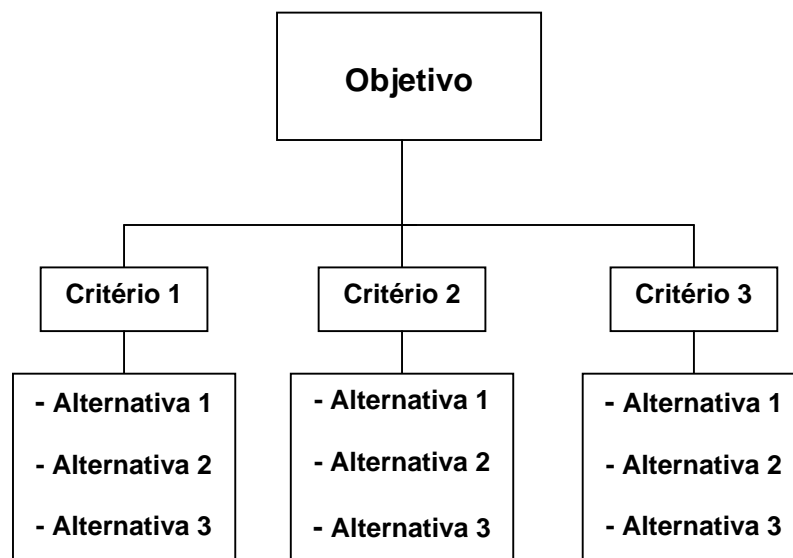 Objetivo
Critério 1
Critério 2
Critério 3
- Alternativa 1
- Alternativa 2
- Alternativa 3
- Alternativa 1
- Alternativa 2
- Alternativa 3
- Alternativa 1
- Alternativa 2
- Alternativa 3